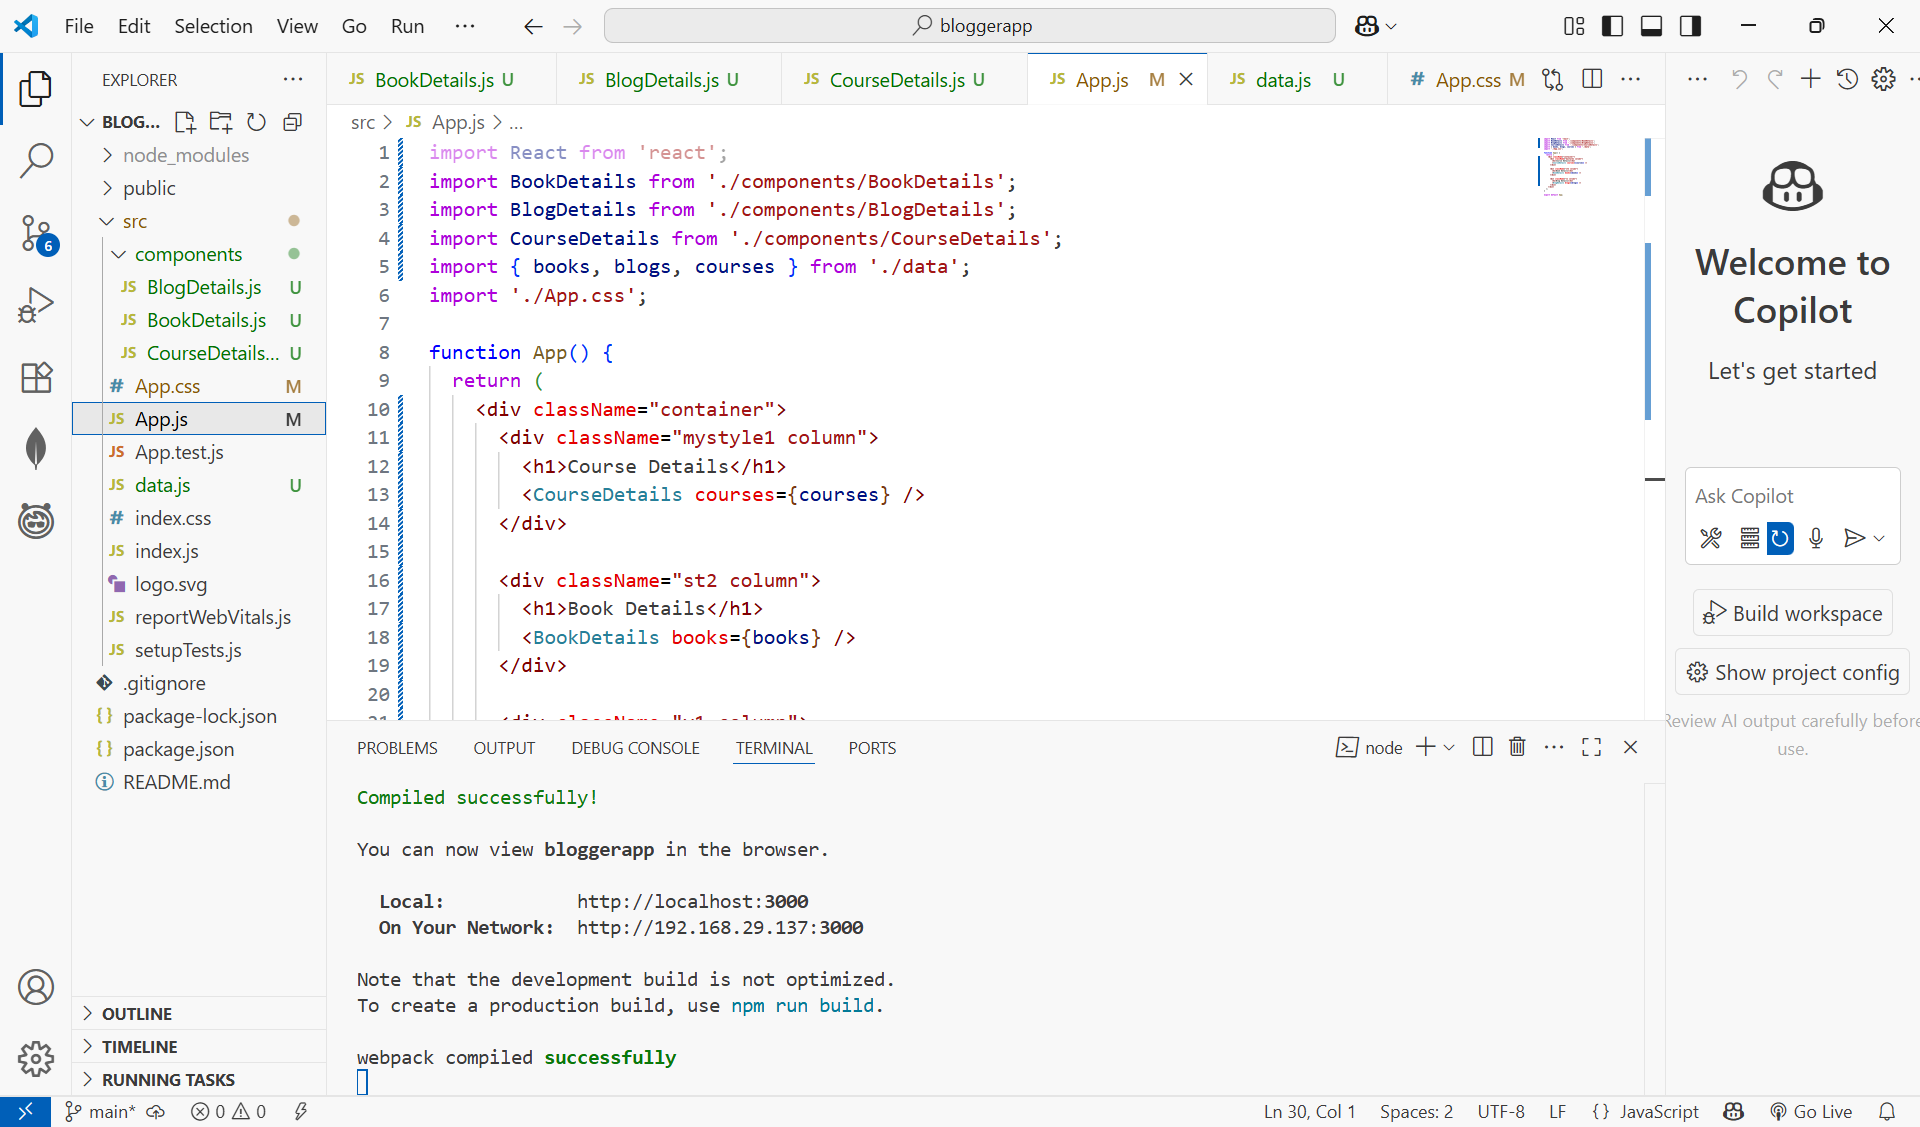 File Edit Selection View Go Run ··· bloggerapp
EXPLORER ···
BLOG...
node_modules
public
src
components
JS BlogDetails.js U
JS BookDetails.js U
JS CourseDetails... U
# App.css M
JS App.js M
JS App.test.js
JS data.js U
# index.css
JS index.js
logo.svg
JS reportWebVitals.js
JS setupTests.js
.gitignore
{} package-lock.json
{} package.json
README.md
OUTLINE
TIMELINE
RUNNING TASKS
6
JS BookDetails.js U JS BlogDetails.js U JS CourseDetails.js U JS App.js M JS data.js U # App.css M
src > JS App.js > ...
1 import React from 'react';
2 import BookDetails from './components/BookDetails';
3 import BlogDetails from './components/BlogDetails';
4 import CourseDetails from './components/CourseDetails';
5 import { books, blogs, courses } from './data';
6 import './App.css';
7
8 function App() {
9 return (
10 <div className="container">
11 <div className="mystyle1 column">
12 <h1>Course Details</h1>
13 <CourseDetails courses={courses} />
14 </div>
15
16 <div className="st2 column">
17 <h1>Book Details</h1>
18 <BookDetails books={books} />
19 </div>
20
21 <div className="v1 column">
PROBLEMS OUTPUT DEBUG CONSOLE TERMINAL PORTS node
Compiled successfully!
You can now view bloggerapp in the browser.
Local: http://localhost:3000
On Your Network: http://192.168.29.137:3000
Note that the development build is not optimized.
To create a production build, use npm run build.
webpack compiled successfully
Welcome to
Copilot
Let's get started
Ask Copilot
Build workspace
Show project config
Review AI output carefully before
use.
main* 0 0 Ln 30, Col 1 Spaces: 2 UTF-8 LF {} JavaScript Go Live